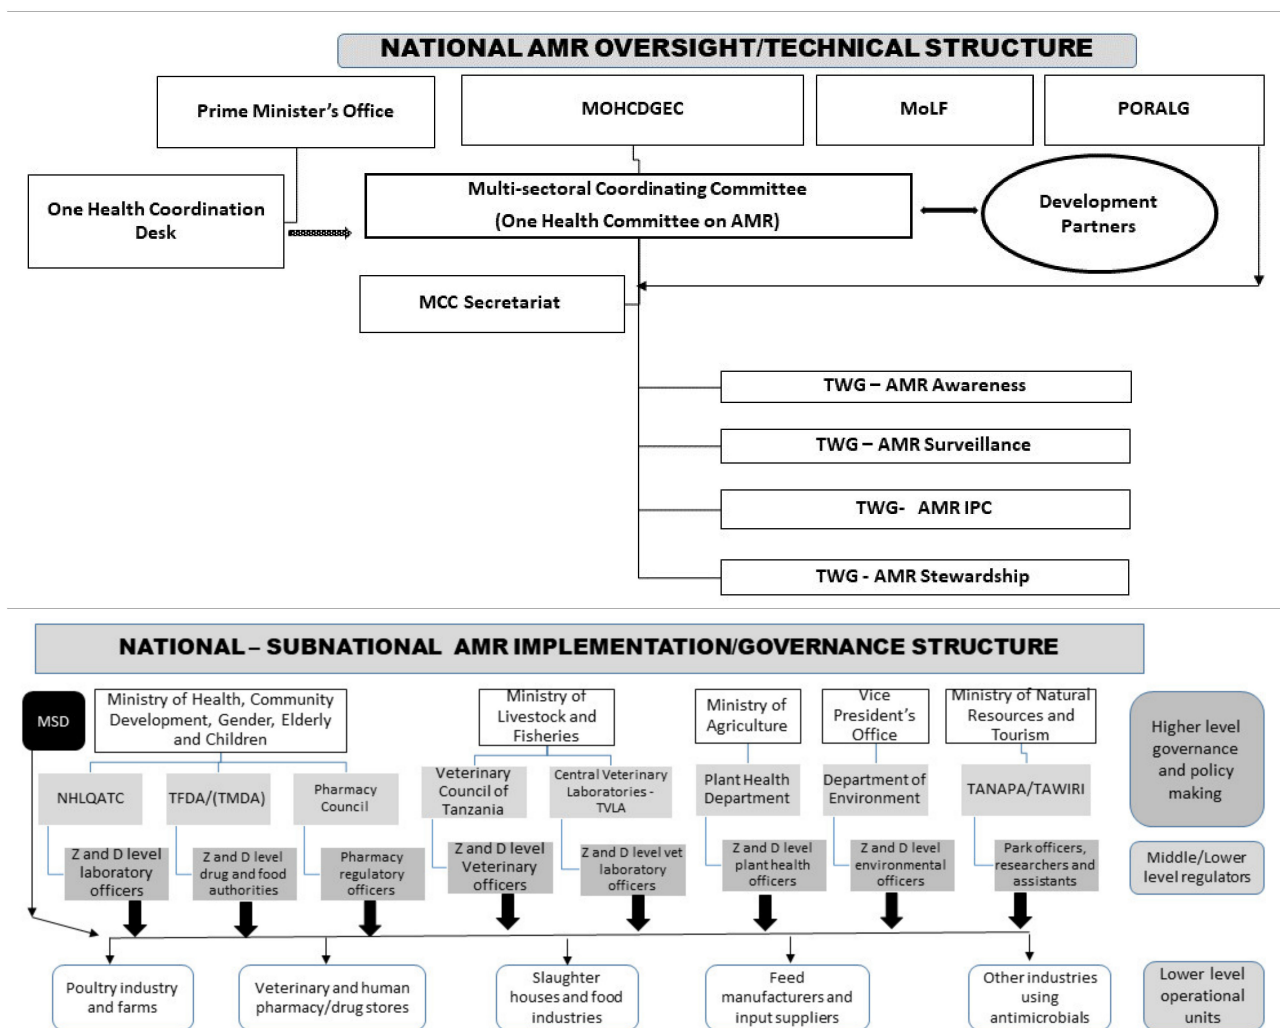 NATIONAL AMR OVERSIGHT/TECHNICAL STRUCTURE
Prime Minister's Office
MOHCDGEC
MoLF
PORALG
One Health Coordination
Desk
Multi-sectoral Coordinating Committee
(One Health Committee on AMR)
Development
Partners
MCC Secretariat
TWG – AMR Awareness
TWG – AMR Surveillance
TWG- AMR IPC
TWG - AMR Stewardship
NATIONAL – SUBNATIONAL AMR IMPLEMENTATION/GOVERNANCE STRUCTURE
MSD
Ministry of Health, Community
Development, Gender, Elderly
and Children
Ministry of
Livestock and
Fisheries
Ministry of
Agriculture
Vice
President's
Office
Ministry of Natural
Resources and
Tourism
Higher level
governance
and policy
making
NHLQATC
TFDA/(TMDA)
Pharmacy
Council
Veterinary
Council of
Tanzania
Central Veterinary
Laboratories -
TVLA
Plant Health
Department
Department of
Environment
TANAPA/TAWIRI
Z and D level
laboratory
officers
Z and D level
drug and food
authorities
Pharmacy
regulatory
officers
Z and D level
Veterinary
officers
Z and D level vet
laboratory
officers
Z and D level
plant health
officers
Z and D level
environmental
officers
Park officers,
researchers and
assistants
Middle/Lower
level regulators
Poultry industry
and farms
Veterinary and human
pharmacy/drug stores
Slaughter
houses and food
industries
Feed
manufacturers and
input suppliers
Other industries
using
antimicrobials
Lower level
operational
units